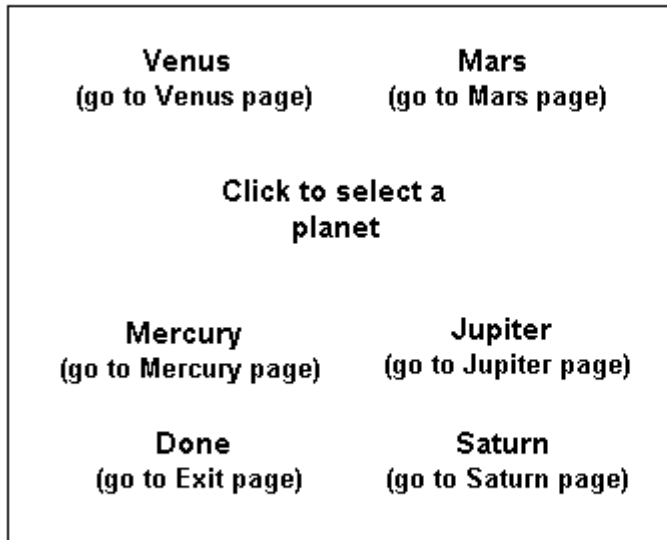 Venus
(go to Venus page)
Mars
(go to Mars page)
Click to select a
planet
Mercury
(go to Mercury page)
Jupiter
(go to Jupiter page)
Done
(go to Exit page)
Saturn
(go to Saturn page)